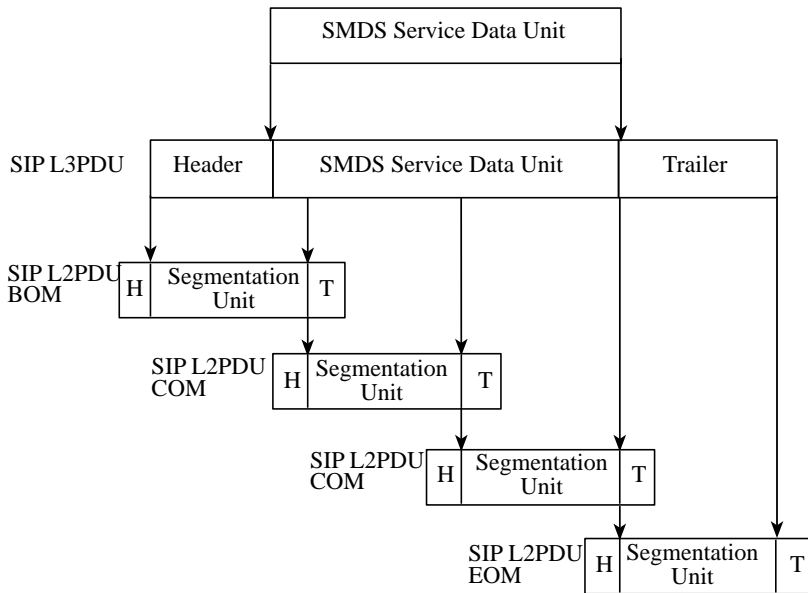 SMDS Service Data Unit
SIP L3PDU Header SMDS Service Data Unit Trailer
SIP L2PDU
BOM
H Segmentation
Unit T
SIP L2PDU
COM
H Segmentation
Unit T
SIP L2PDU
COM
H Segmentation
Unit T
SIP L2PDU
EOM
H Segmentation
Unit T